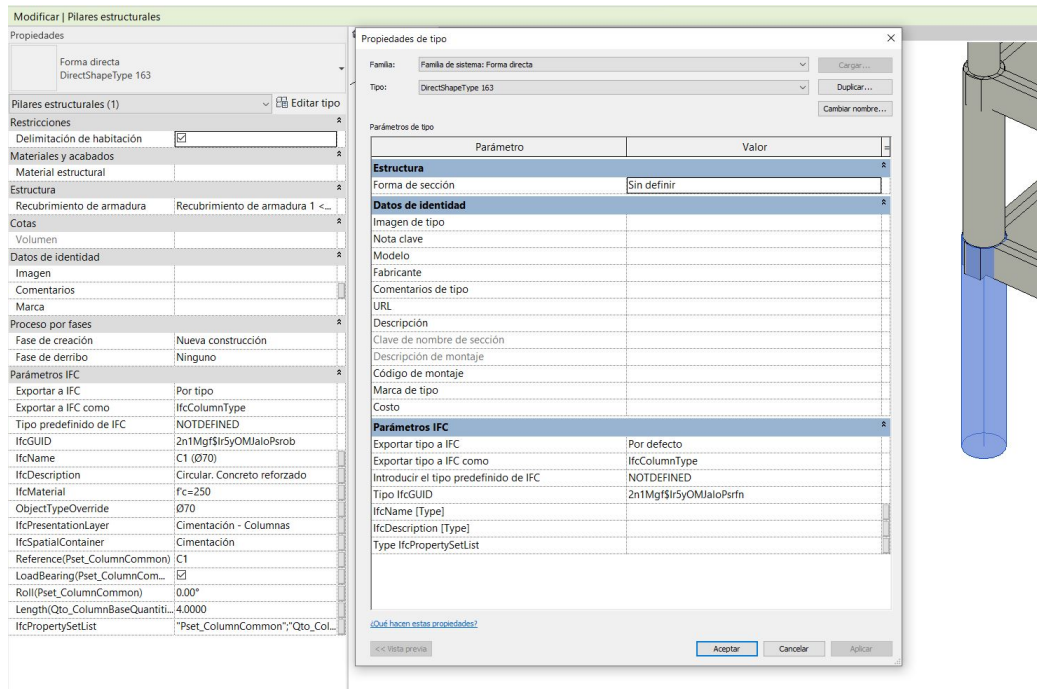 Modificar | Pilares estructurales
Propiedades
Forma directa
DirectShapeType 163
Pilares estructurales (1)
Editar tipo
Restricciones
Delimitación de habitación
Materiales y acabados
Material estructural
Estructura
Recubrimiento de armadura Recubrimiento de armadura 1 <...
Cotas
Volumen
Datos de identidad
Imagen
Comentarios
Marca
Proceso por fases
Fase de creación Nueva construcción
Fase de derribo Ninguno
Parámetros IFC
Exportar a IFC Por tipo
Exportar a IFC como IfcColumnType
Tipo predefinido de IFC NOTDEFINED
IfcGUID 2n1Mgf$Ir5yOMJaloPsrob
IfcName C1 (Ø70)
IfcDescription Circular. Concreto reforzado
IfcMaterial f'c=250
ObjectTypeOverride Ø70
IfcPresentationLayer Cimentación - Columnas
IfcSpatialContainer Cimentación
Reference(Pset_ColumnCommon) C1
LoadBearing(Pset_ColumnCom...
Roll(Pset_ColumnCommon) 0.00°
Length(Qto_ColumnBaseQuantiti... 4.0000
IfcPropertySetList "Pset_ColumnCommon";"Qto_Col...
Propiedades de tipo
Familia: Familia de sistema: Forma directa Cargar...
Tipo: DirectShapeType 163 Duplicar...
Cambiar nombre...
Parámetros de tipo
Parámetro Valor =
Estructura
Forma de sección Sin definir
Datos de identidad
Imagen de tipo
Nota clave
Modelo
Fabricante
Comentarios de tipo
URL
Descripción
Clave de nombre de sección
Descripción de montaje
Código de montaje
Marca de tipo
Costo
Parámetros IFC
Exportar tipo a IFC Por defecto
Exportar tipo a IFC como IfcColumnType
Introducir el tipo predefinido de IFC NOTDEFINED
Tipo IfcGUID 2n1Mgf$Ir5yOMJaloPsrfn
IfcName [Type]
IfcDescription [Type]
Type IfcPropertySetList
¿Qué hacen estas propiedades?
<< Vista previa Aceptar Cancelar Aplicar